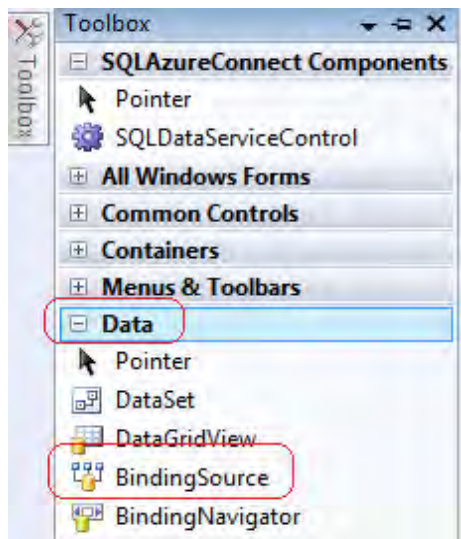 Toolbox
Toolbox
SQLAzureConnect Components
Pointer
SQLDataServiceControl
All Windows Forms
Common Controls
Containers
Menus & Toolbars
Data
Pointer
DataSet
DataGridView
BindingSource
BindingNavigator